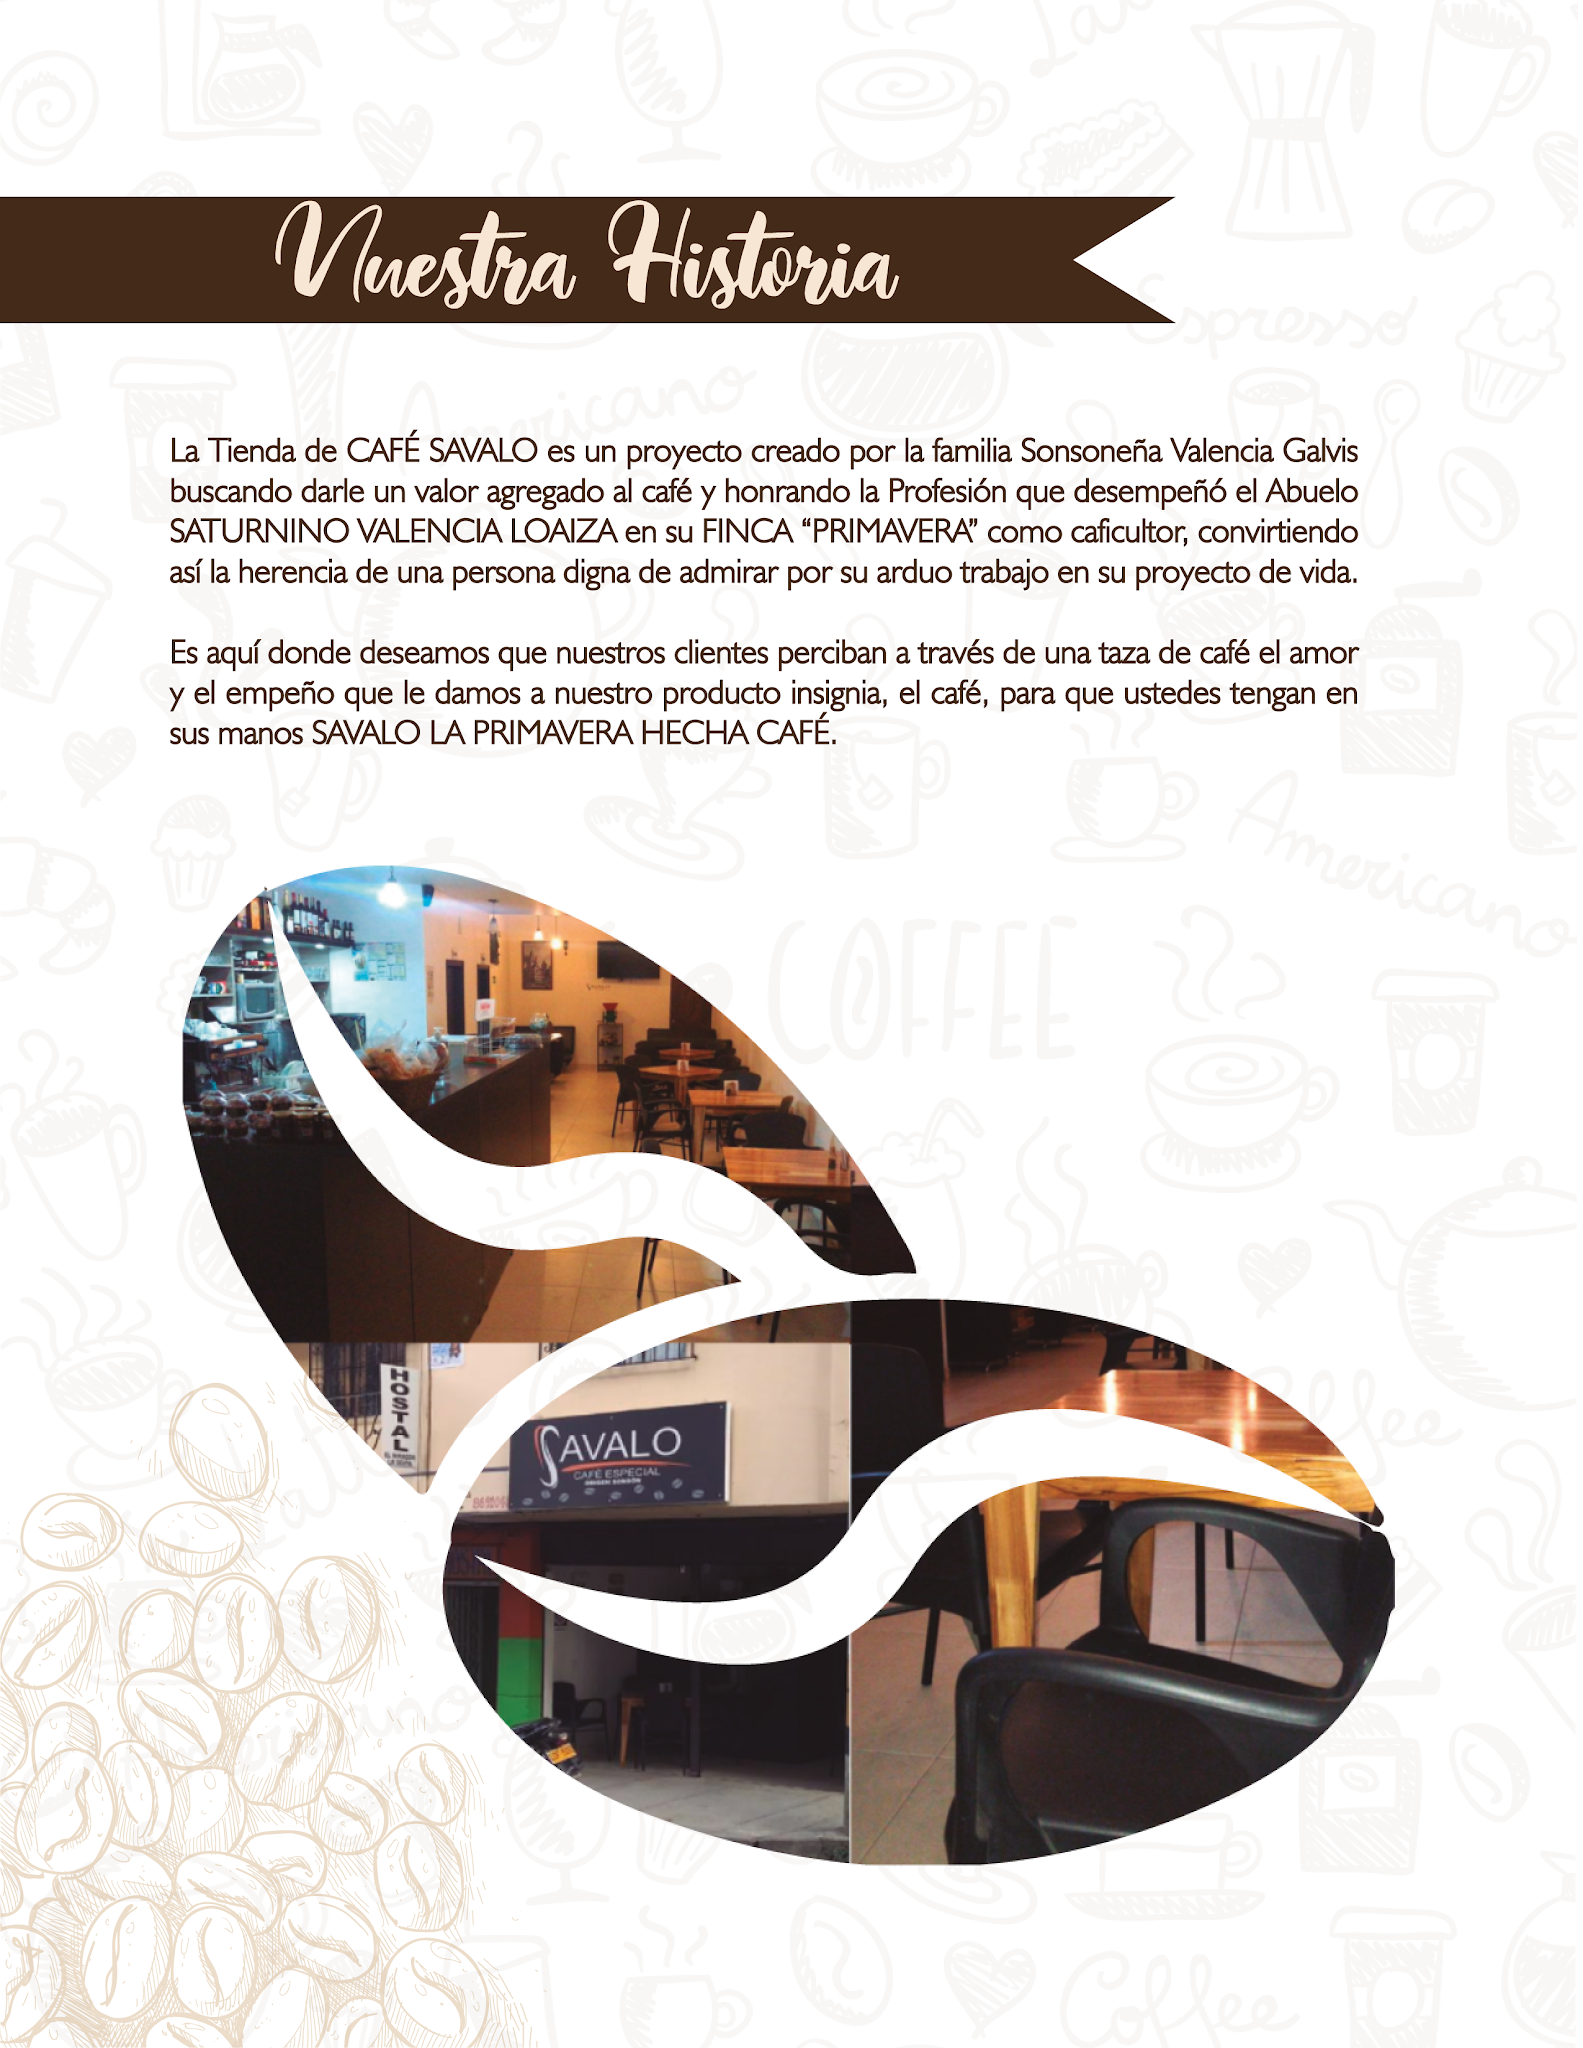 Nuestra Historia
Espresso
Americano
La Tienda de CAFÉ SAVALO es un proyecto creado por la familia Sonsoneña Valencia Galvis
buscando darle un valor agregado al café y honrando la Profesión que desempeñó el Abuelo
SATURNINO VALENCIA LOAIZA en su FINCA “PRIMAVERA” como caficultor, convirtiendo
así la herencia de una persona digna de admirar por su arduo trabajo en su proyecto de vida.
Es aquí donde deseamos que nuestros clientes perciban a través de una taza de café el amor
y el empeño que le damos a nuestro producto insignia, el café, para que ustedes tengan en
sus manos SAVALO LA PRIMAVERA HECHA CAFÉ.
Americano
COFFEE
HOSTAL
SAVALO
CAFÉ ESPECIAL
ORIGEN SONSÓN
Coffee
Coffee